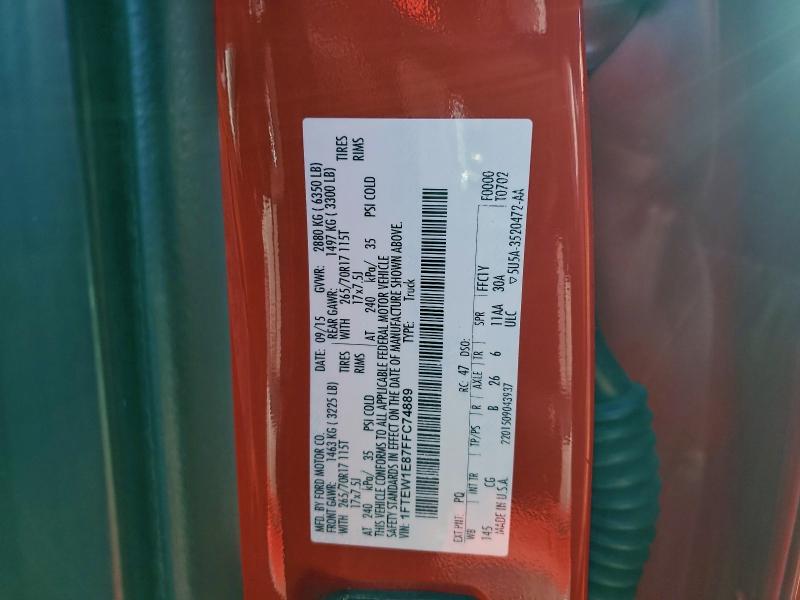 MFD. BY FORD MOTOR CO. DATE: 09/15 GVWR: 2880 KG ( 6350 LB)
FRONT GAWR: 1463 KG ( 3225 LB) REAR GAWR: 1497 KG ( 3300 LB)
WITH 265/70R17 115T TIRES WITH 265/70R17 115T TIRES
17x7.5J RIMS 17x7.5J RIMS
AT 240 kPa/ 35 PSI COLD AT 240 kPa/ 35 PSI COLD
THIS VEHICLE CONFORMS TO ALL APPLICABLE FEDERAL MOTOR VEHICLE
SAFETY STANDARDS IN EFFECT ON THE DATE OF MANUFACTURE SHOWN ABOVE.
VIN: 1FTEW1E87FFC74889 TYPE: Truck
EXT PNT: PQ RC: 47 DSO: F0000
WB INT TR TP/PS R AXLE TR SPR FFC1Y T0702
145 CG B 26 6 11AA 30A
MADE IN U.S.A. 2201509043937 ULC ▽5U5A-3520472-AA